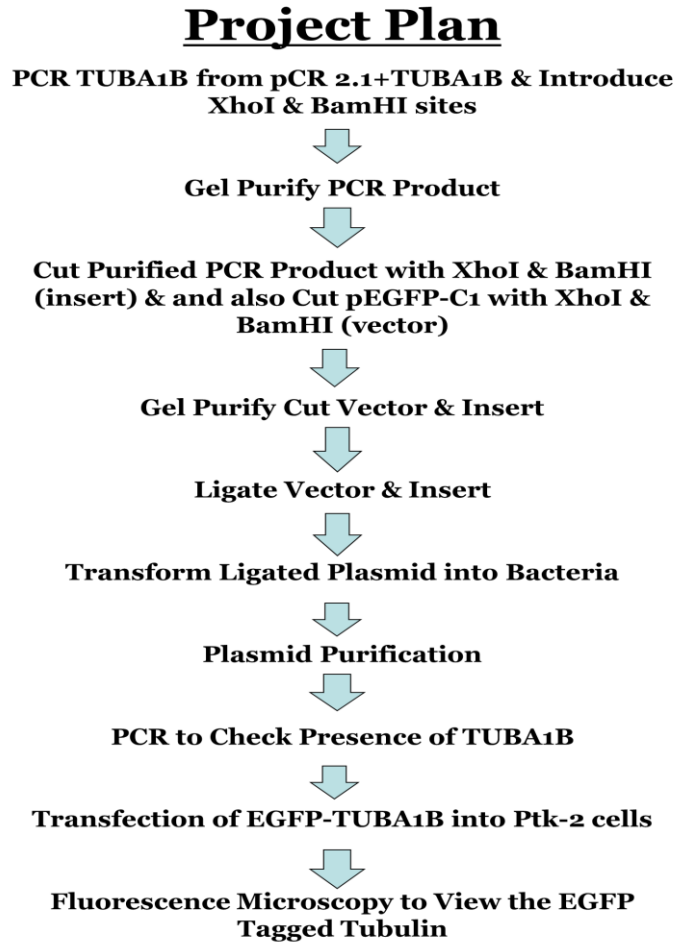 Project Plan
PCR TUBA1B from pCR 2.1+TUBA1B & Introduce
XhoI & BamHI sites
Gel Purify PCR Product
Cut Purified PCR Product with XhoI & BamHI
(insert) & and also Cut pEGFP-C1 with XhoI &
BamHI (vector)
Gel Purify Cut Vector & Insert
Ligate Vector & Insert
Transform Ligated Plasmid into Bacteria
Plasmid Purification
PCR to Check Presence of TUBA1B
Transfection of EGFP-TUBA1B into Ptk-2 cells
Fluorescence Microscopy to View the EGFP
Tagged Tubulin